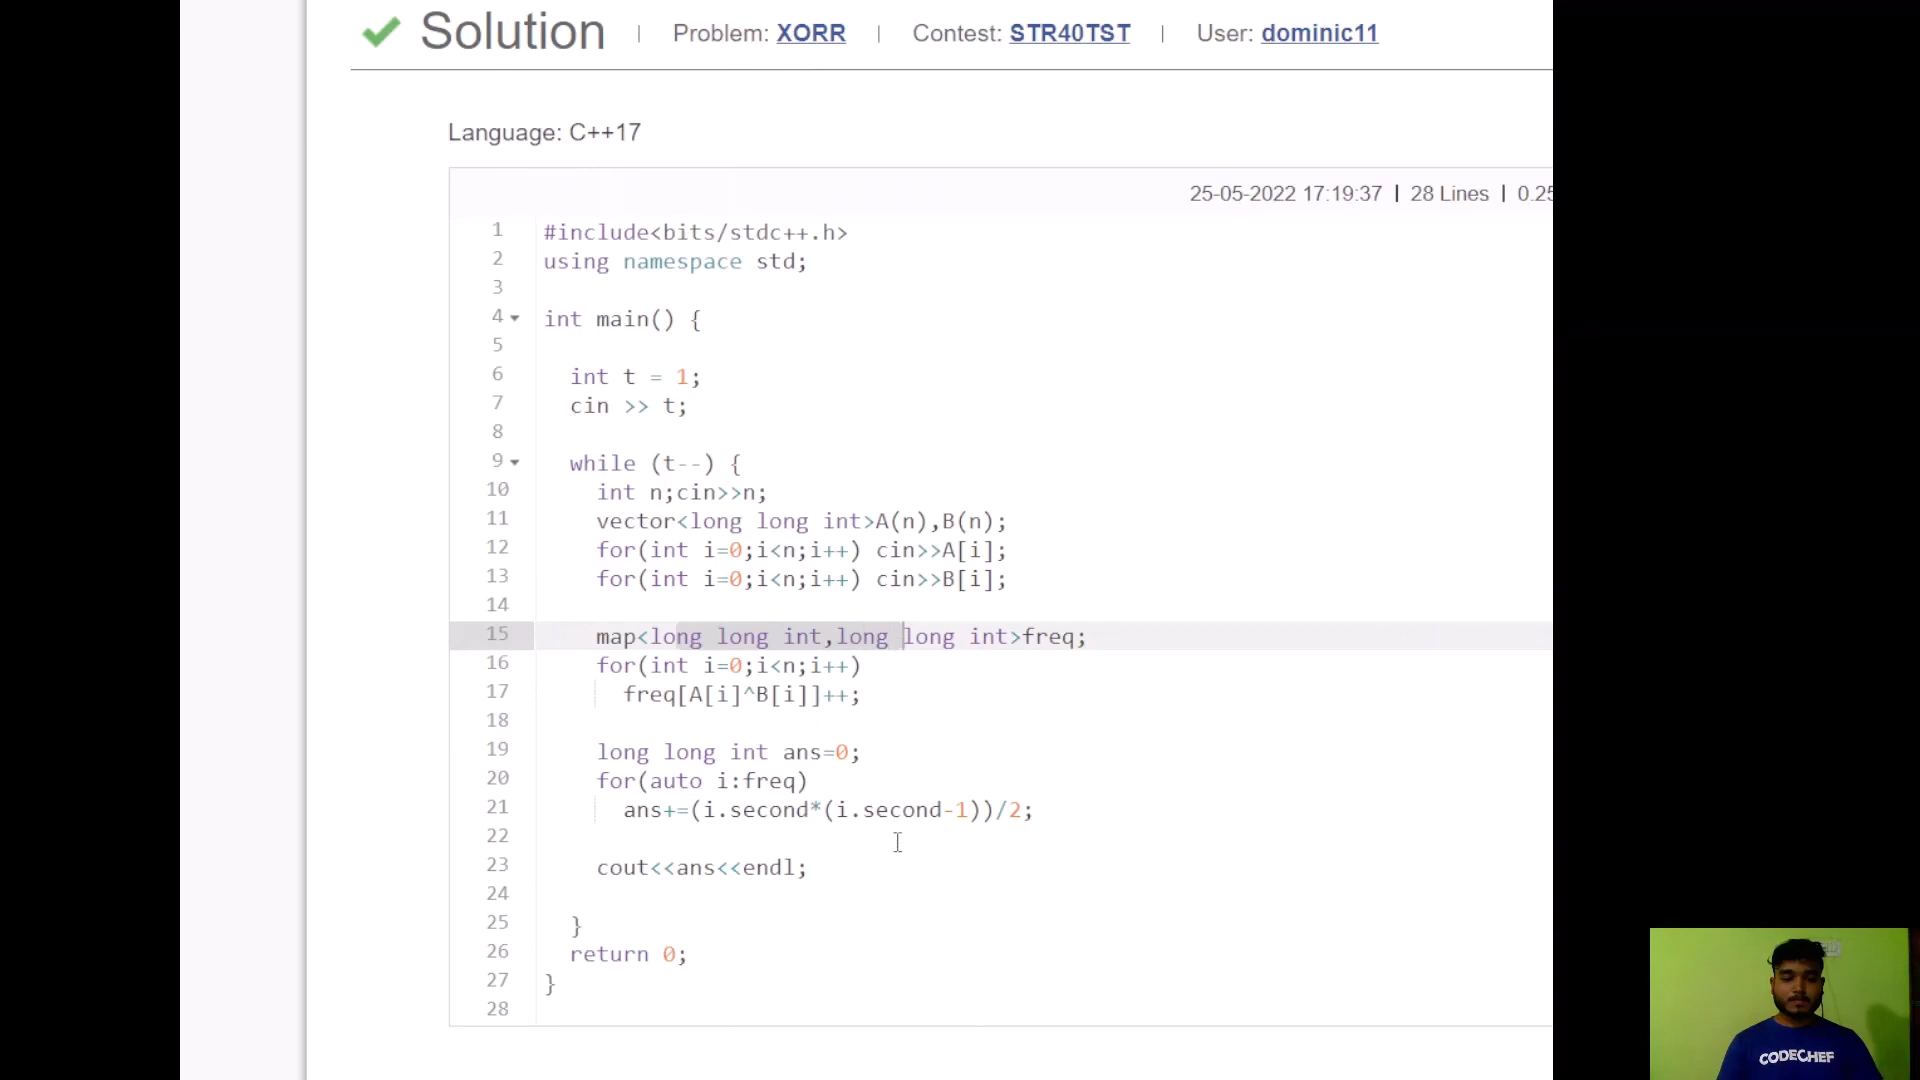 Solution | Problem: XORR | Contest: STR40TST | User: dominic11
Language: C++17
25-05-2022 17:19:37 | 28 Lines | 0.25
1 #include<bits/stdc++.h>
2 using namespace std;
3
4 int main() {
5
6 int t = 1;
7 cin >> t;
8
9 while (t--) {
10 int n;cin>>n;
11 vector<long long int>A(n),B(n);
12 for(int i=0;i<n;i++) cin>>A[i];
13 for(int i=0;i<n;i++) cin>>B[i];
14
15 map<long long int,long long int>freq;
16 for(int i=0;i<n;i++)
17 freq[A[i]^B[i]]++;
18
19 long long int ans=0;
20 for(auto i:freq)
21 ans+=(i.second*(i.second-1))/2;
22
23 cout<<ans<<endl;
24
25 }
26 return 0;
27 }
28
CODECHEF